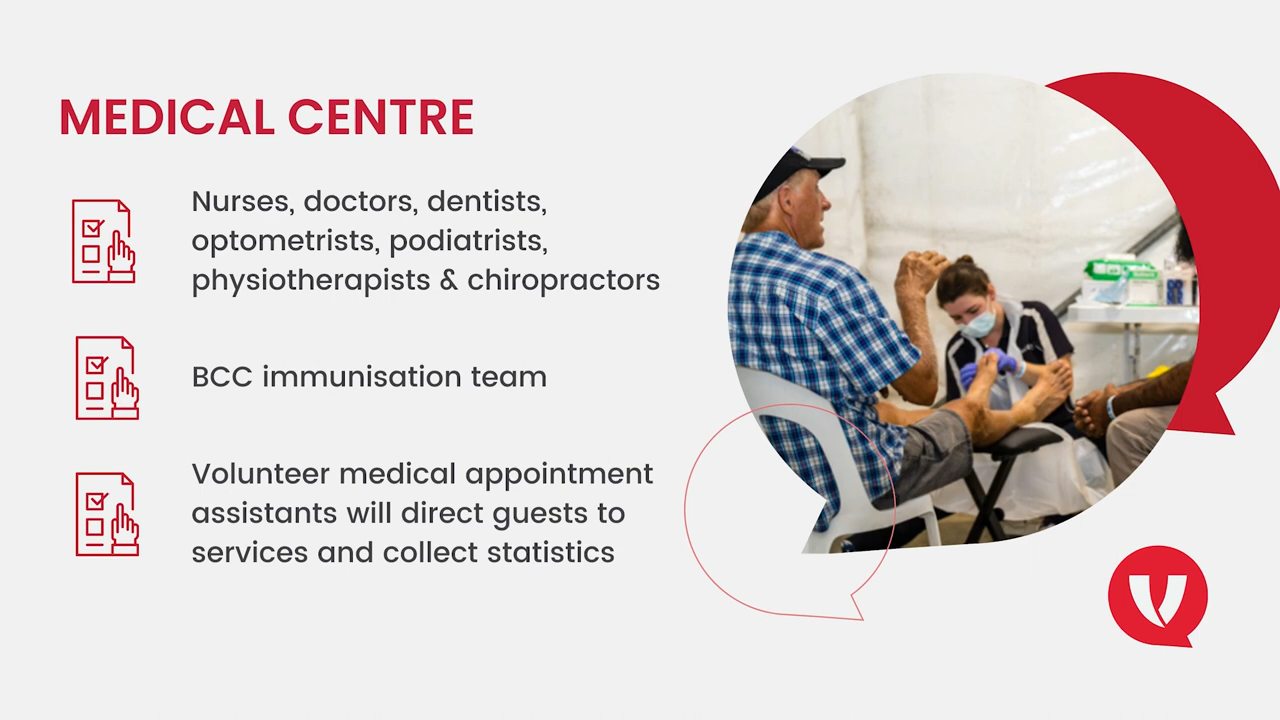 MEDICAL CENTRE
Nurses, doctors, dentists,
optometrists, podiatrists,
physiotherapists & chiropractors
BCC immunisation team
Volunteer medical appointment
assistants will direct guests to
services and collect statistics